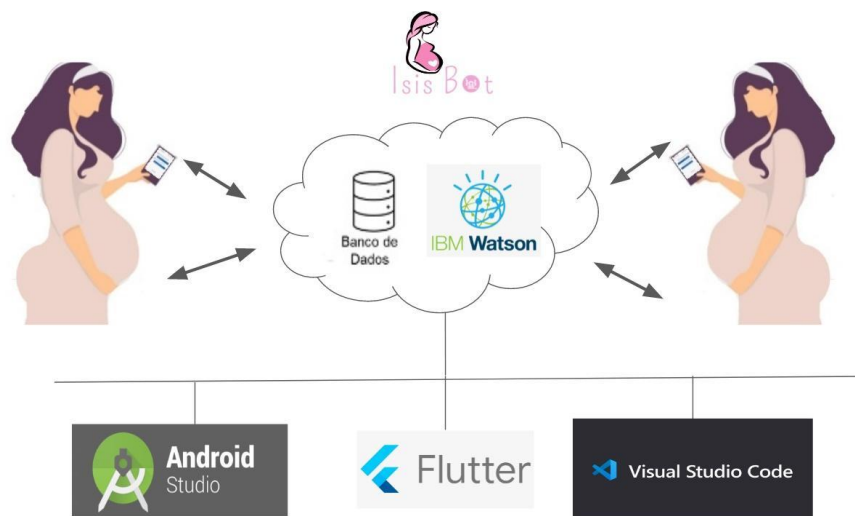 Isis Bot
Banco de
Dados
IBM Watson
Android
Studio
Flutter
Visual Studio Code